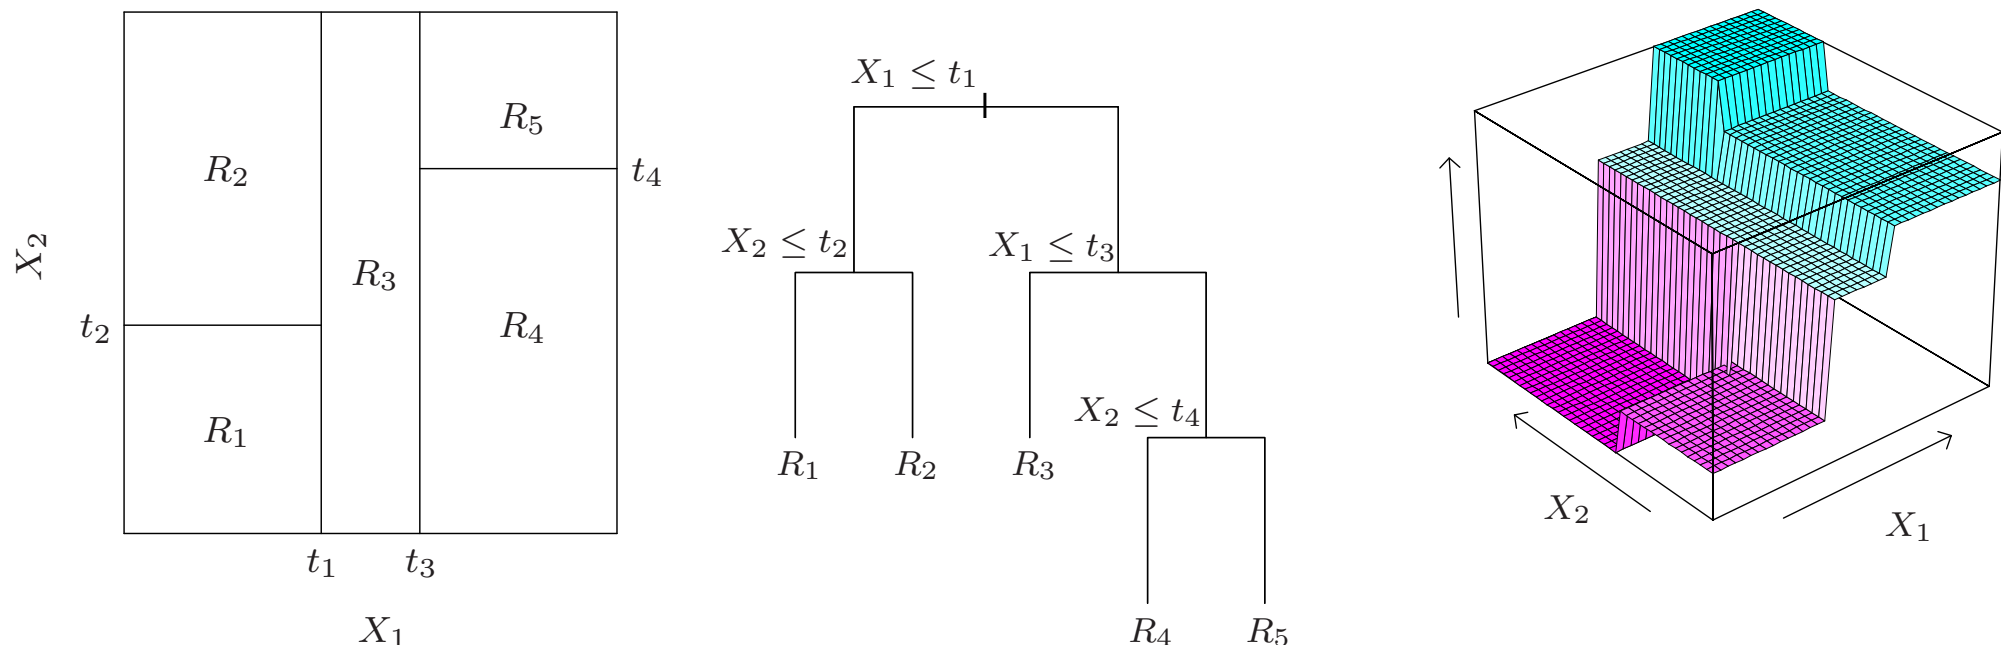 R₅
R₂
t₄
X₂
R₃
t₂
R₄
R₁
t₁
t₃
X₁
X₁ ≤ t₁
X₂ ≤ t₂
X₁ ≤ t₃
X₂ ≤ t₄
R₁
R₂
R₃
R₄
R₅
X₂
X₁